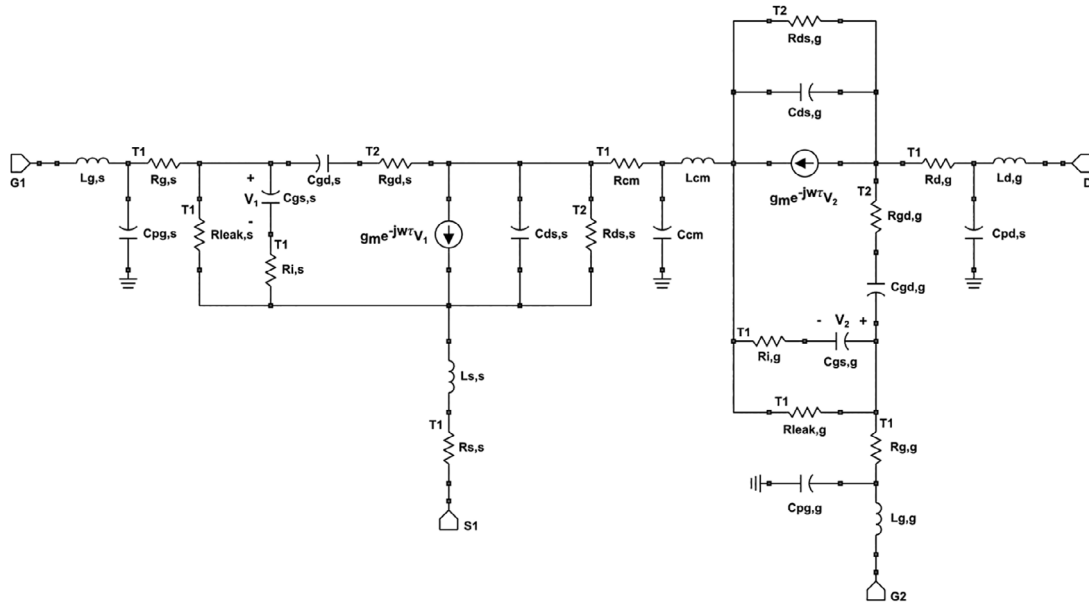 T2
Rds,g
Cds,g
G1
Lg,s
T1
Rg,s
Cgd,s
T2
Rgd,s
T1
Rcm
Lcm
gme-jwτV2
T1
Rd,g
Ld,g
D
Cpg,s
T1
Rleak,s
+
V1
-
Cgs,s
T1
Ri,s
gme-jwτV1
Cds,s
T2
Rds,s
Ccm
T2
Rgd,g
Cpd,s
Cgd,g
- V2 +
T1
Ri,g
Cgs,g
Ls,s
T1
Rs,s
S1
T1
Rleak,g
T1
Rg,g
Cpg,g
Lg,g
G2